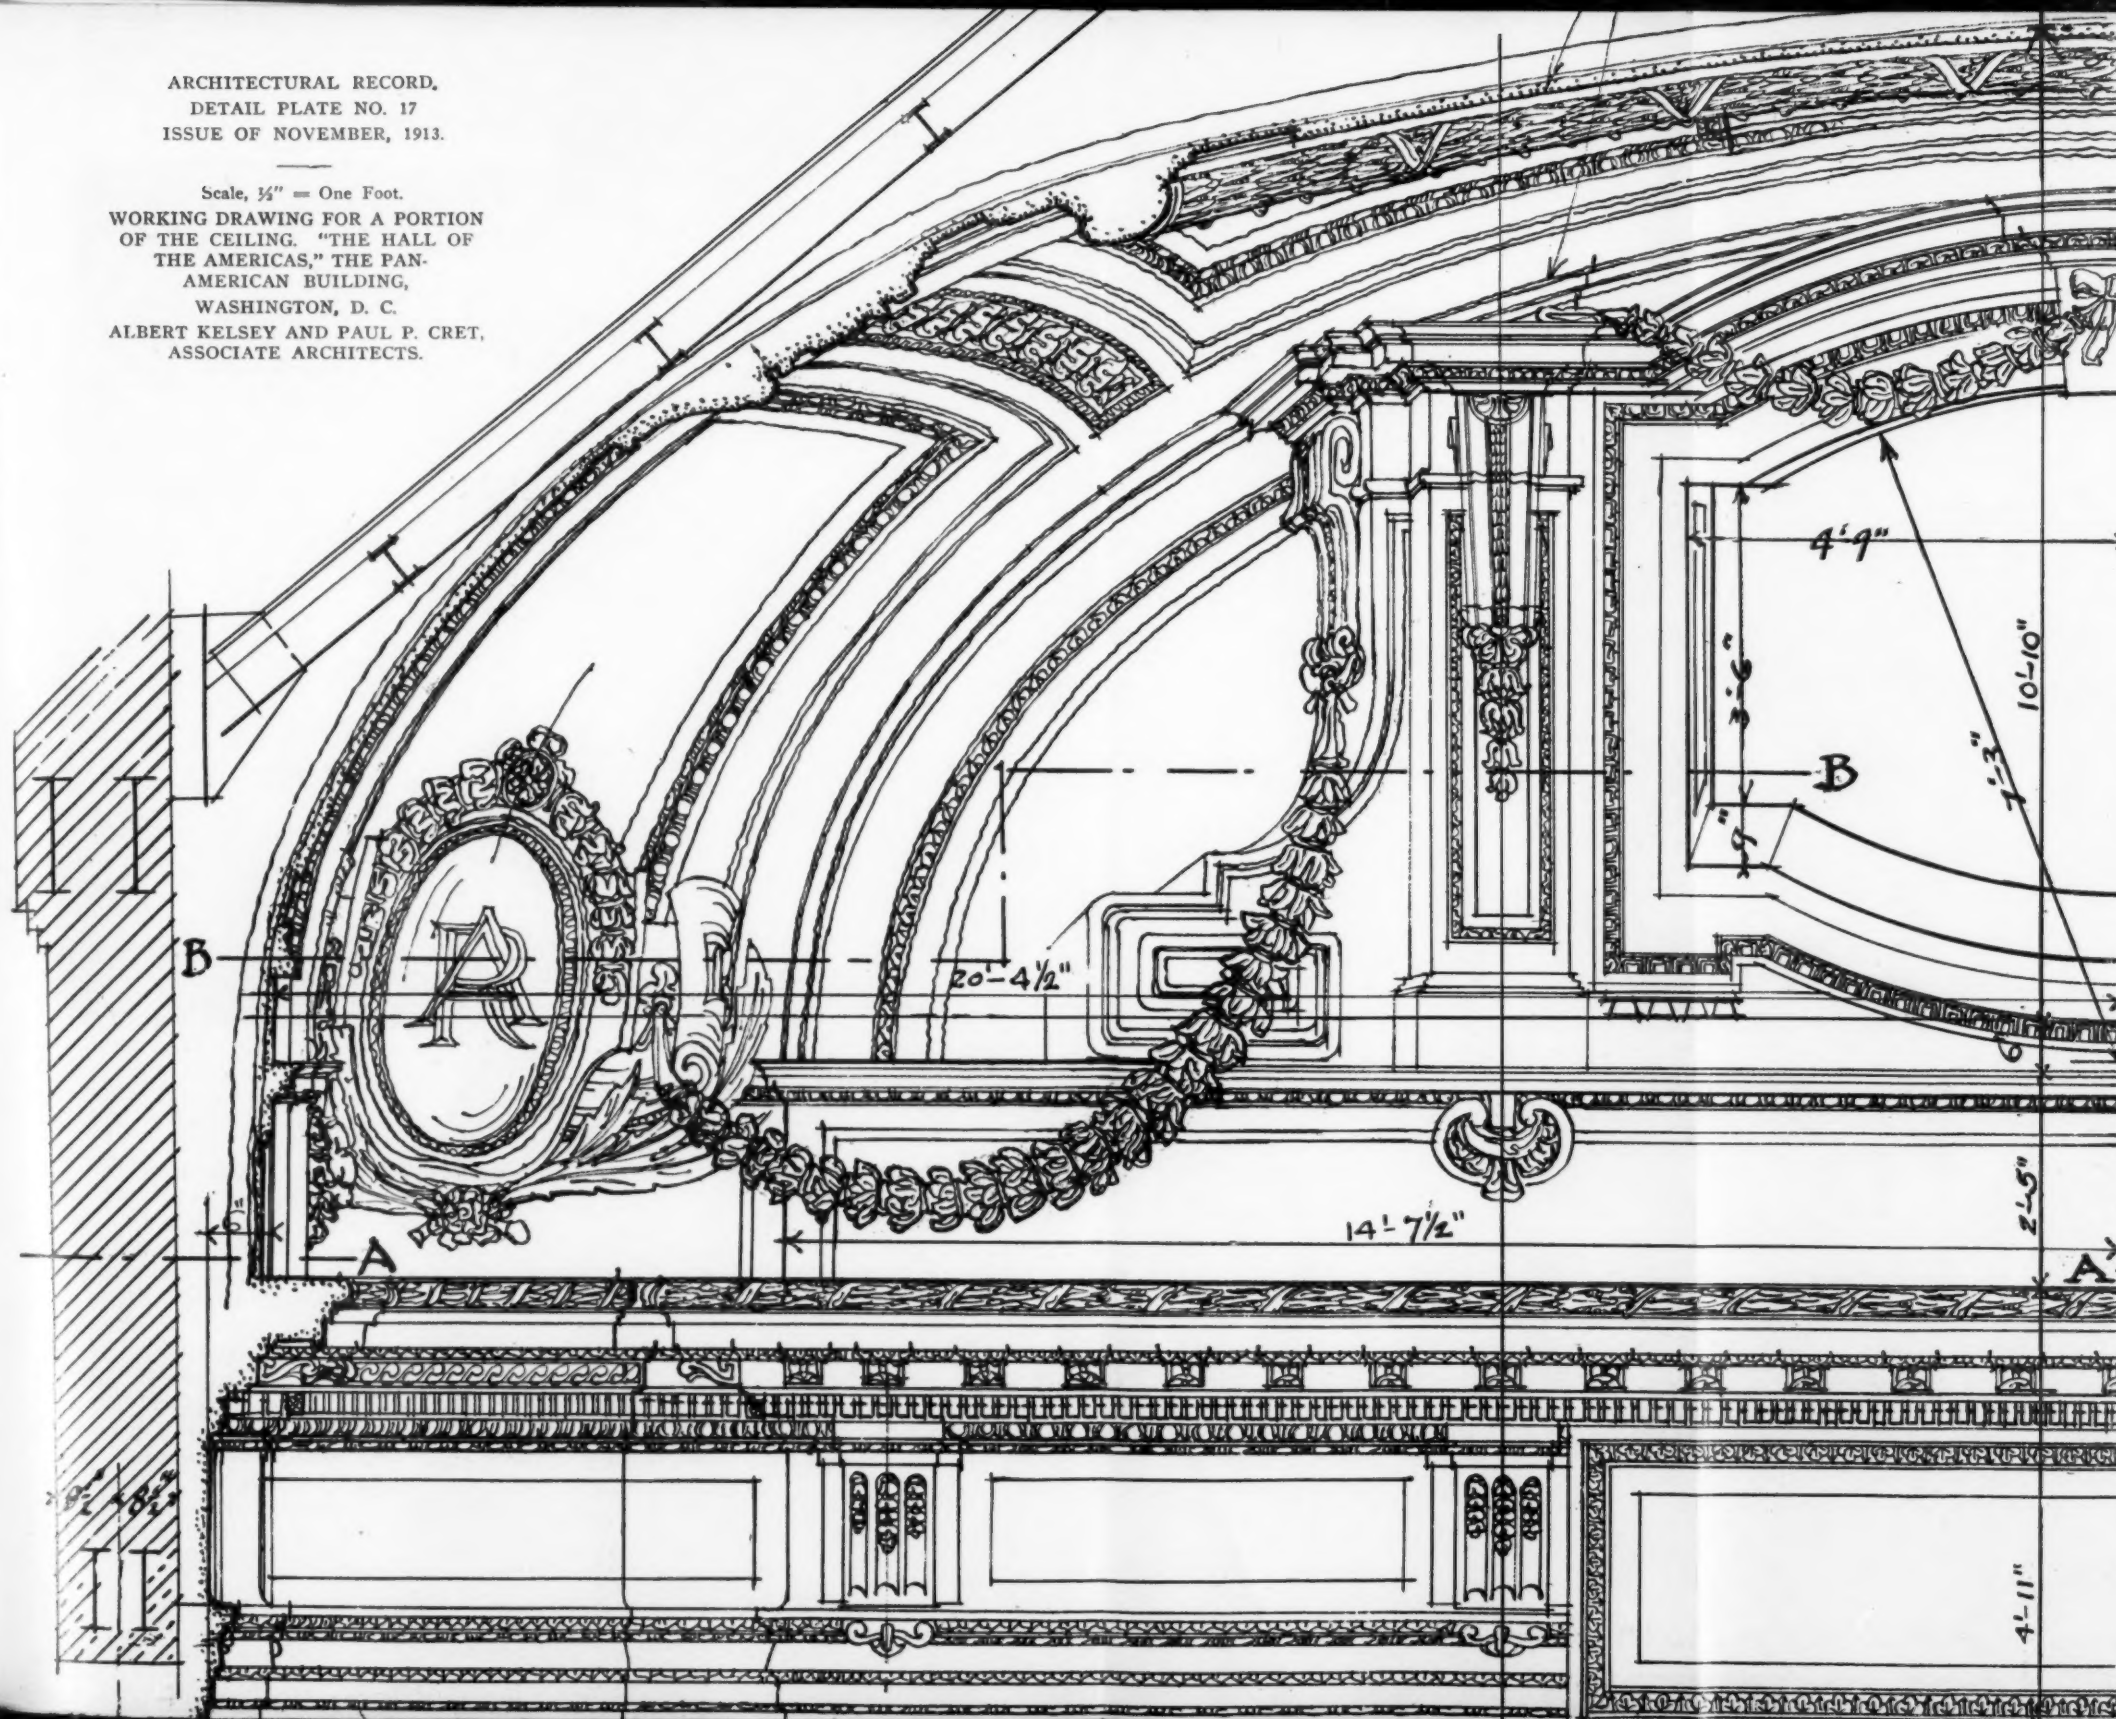 ARCHITECTURAL RECORD.
DETAIL PLATE NO. 17
ISSUE OF NOVEMBER, 1913.
Scale, ½" = One Foot.
WORKING DRAWING FOR A PORTION
OF THE CEILING. "THE HALL OF
THE AMERICAS," THE PAN-
AMERICAN BUILDING,
WASHINGTON, D. C.
ALBERT KELSEY AND PAUL P. CRET,
ASSOCIATE ARCHITECTS.
4'-9"
10'-10"
3'-6"
7'-3"
B
9"
B
20'-4½"
AR
2'-5"
14'-7½"
A
A
4'-11"